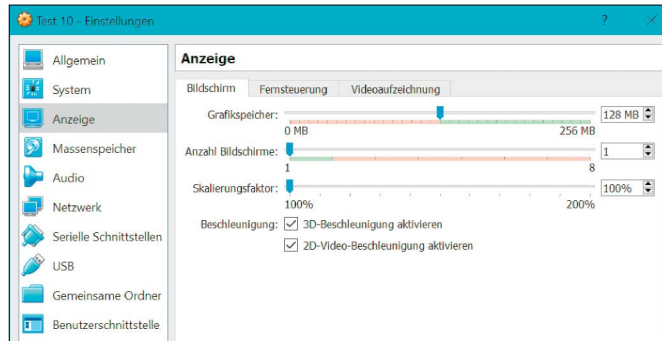 Test 10 - Einstellungen
Allgemein
System
Anzeige
Massenspeicher
Audio
Netzwerk
Serielle Schnittstellen
USB
Gemeinsame Ordner
Benutzerschnittstelle
Anzeige
Bildschirm Fernsteuerung Videoaufzeichnung
Grafikspeicher: 128 MB
0 MB 256 MB
Anzahl Bildschirme: 1
1 8
Skalierungsfaktor: 100%
100% 200%
Beschleunigung: 3D-Beschleunigung aktivieren
2D-Video-Beschleunigung aktivieren